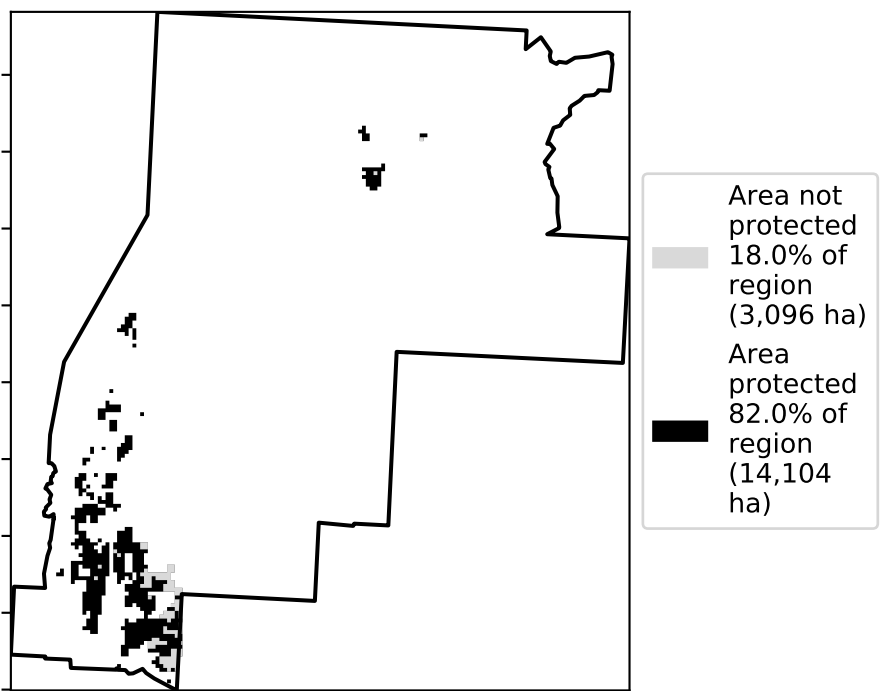 Area not
protected
18.0% of
region
(3,096 ha)
Area
protected
82.0% of
region
(14,104
ha)